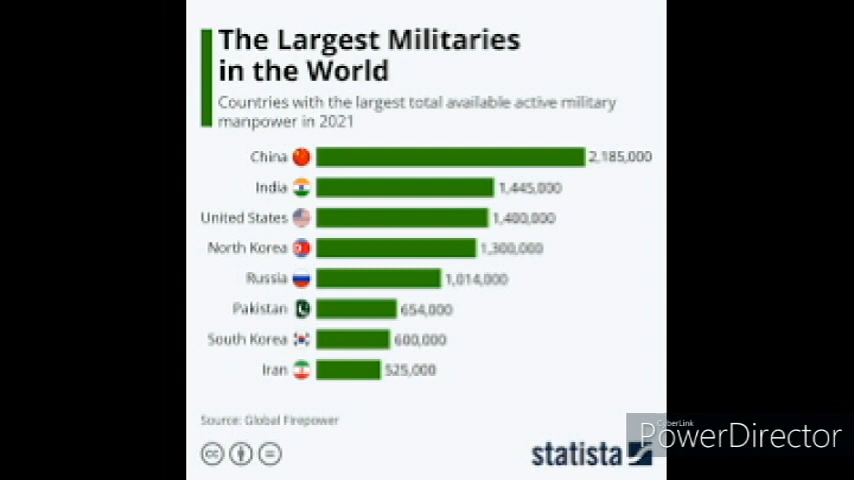 The Largest Militaries
in the World
Countries with the largest total available active military
manpower in 2021
China 2,185,000
India 1,445,000
United States 1,400,000
North Korea 1,300,000
Russia 1,014,000
Pakistan 654,000
South Korea 600,000
Iran 525,000
Source: Global Firepower
cc
statista
CyberLink
PowerDirector